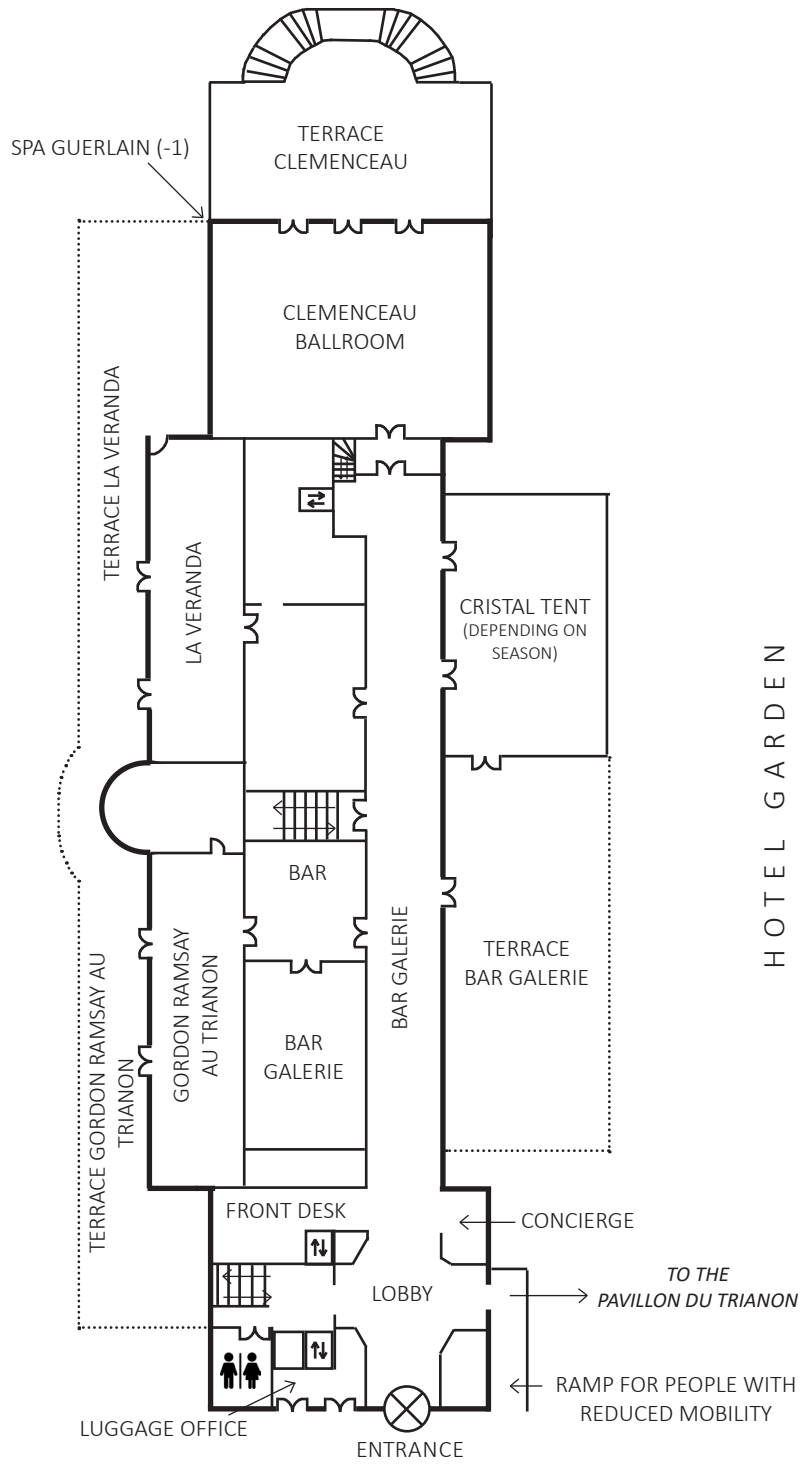 TERRACE
CLEMENCEAU
SPA GUERLAIN (-1)
CLEMENCEAU
BALLROOM
TERRACE LA VERANDA
LA VERANDA
CRISTAL TENT
(DEPENDING ON
SEASON)
HOTEL GARDEN
BAR
BAR GALERIE
TERRACE
BAR GALERIE
GORDON RAMSAY
AU TRIANON
BAR
GALERIE
TERRACE GORDON RAMSAY AU
TRIANON
FRONT DESK
CONCIERGE
LOBBY
TO THE
PAVILLON DU TRIANON
RAMP FOR PEOPLE WITH
REDUCED MOBILITY
LUGGAGE OFFICE
ENTRANCE